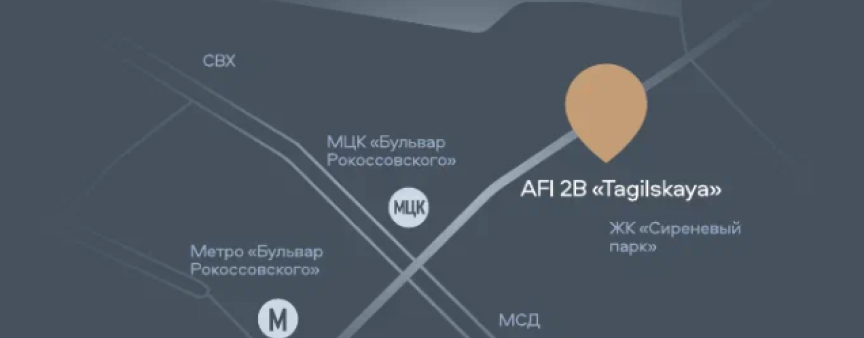 СВХ
МЦК «Бульвар
Рокоссовского»
МЦК
AFI 2B «Tagilskaya»
ЖК «Сиреневый
парк»
Метро «Бульвар
Рокоссовского»
М
МСД